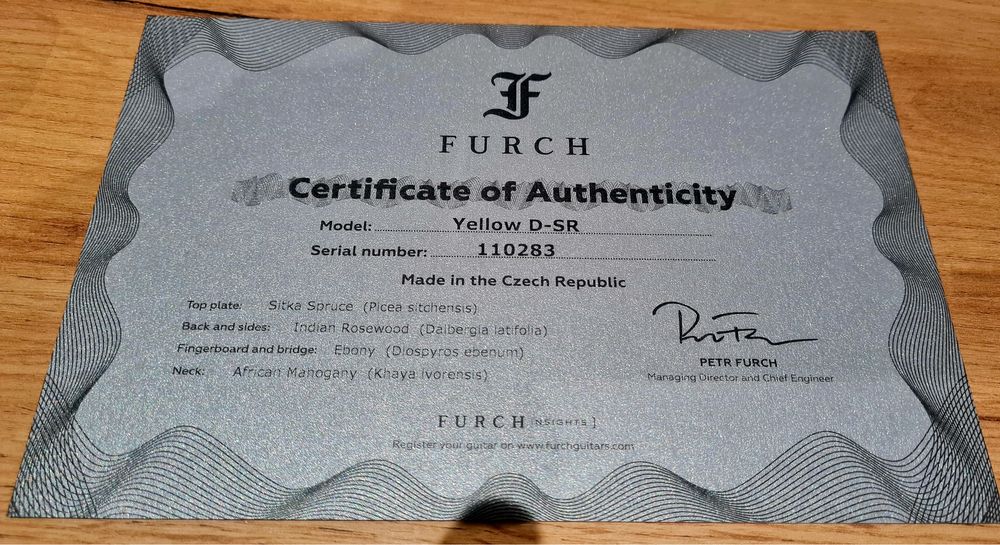 F
FURCH
Certificate of Authenticity
Model: Yellow D-SR
Serial number: 110283
Made in the Czech Republic
Top plate: Sitka Spruce (Picea sitchensis)
Back and sides: Indian Rosewood (Dalbergia latifolia)
Fingerboard and bridge: Ebony (Diospyros ebenum)
Neck: African Mahogany (Khaya ivorensis)
PETR FURCH
Managing Director and Chief Engineer
FURCH [INSIGHTS]
Register your guitar on www.furchguitars.com